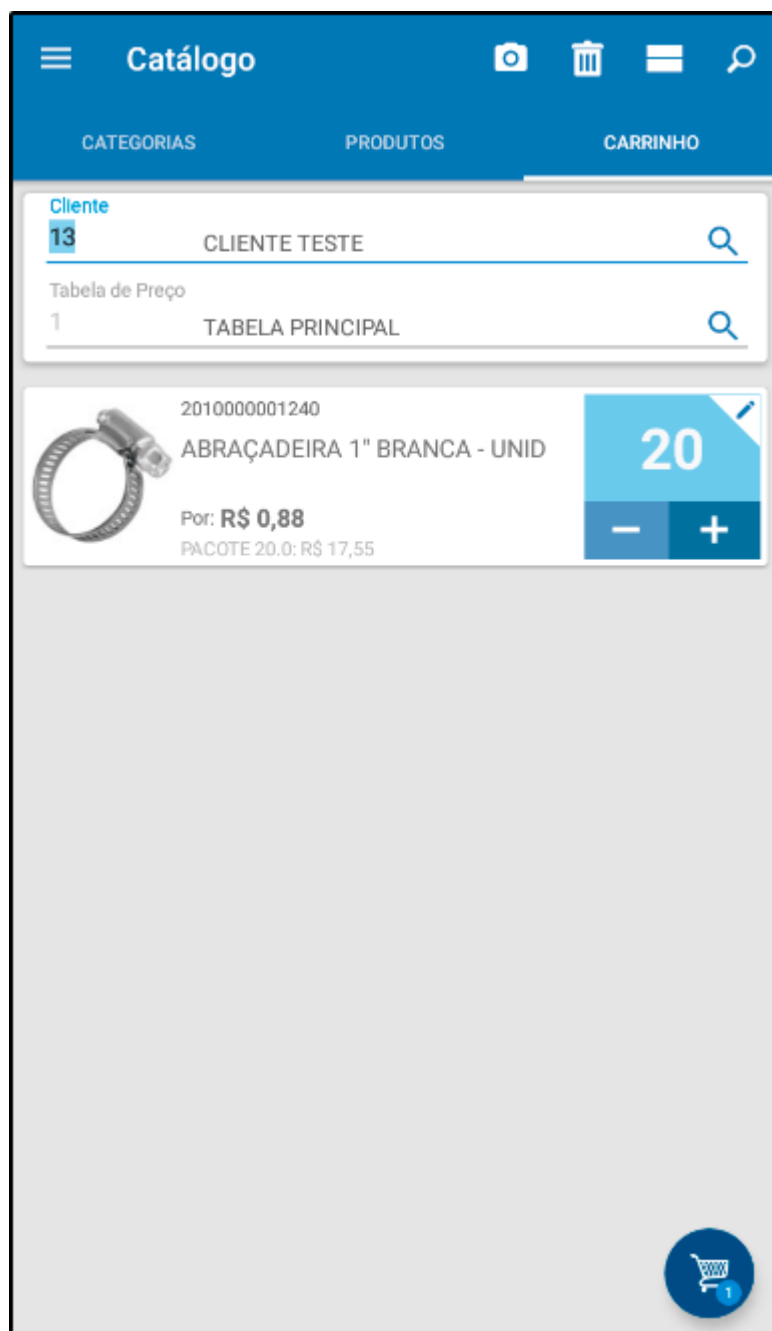 Catálogo
CATEGORIAS PRODUTOS CARRINHO
Cliente
13 CLIENTE TESTE
Tabela de Preço
1 TABELA PRINCIPAL
2010000001240
ABRAÇADEIRA 1" BRANCA - UNID
20
Por: R$ 0,88
PACOTE 20.0: R$ 17,55
− +
1